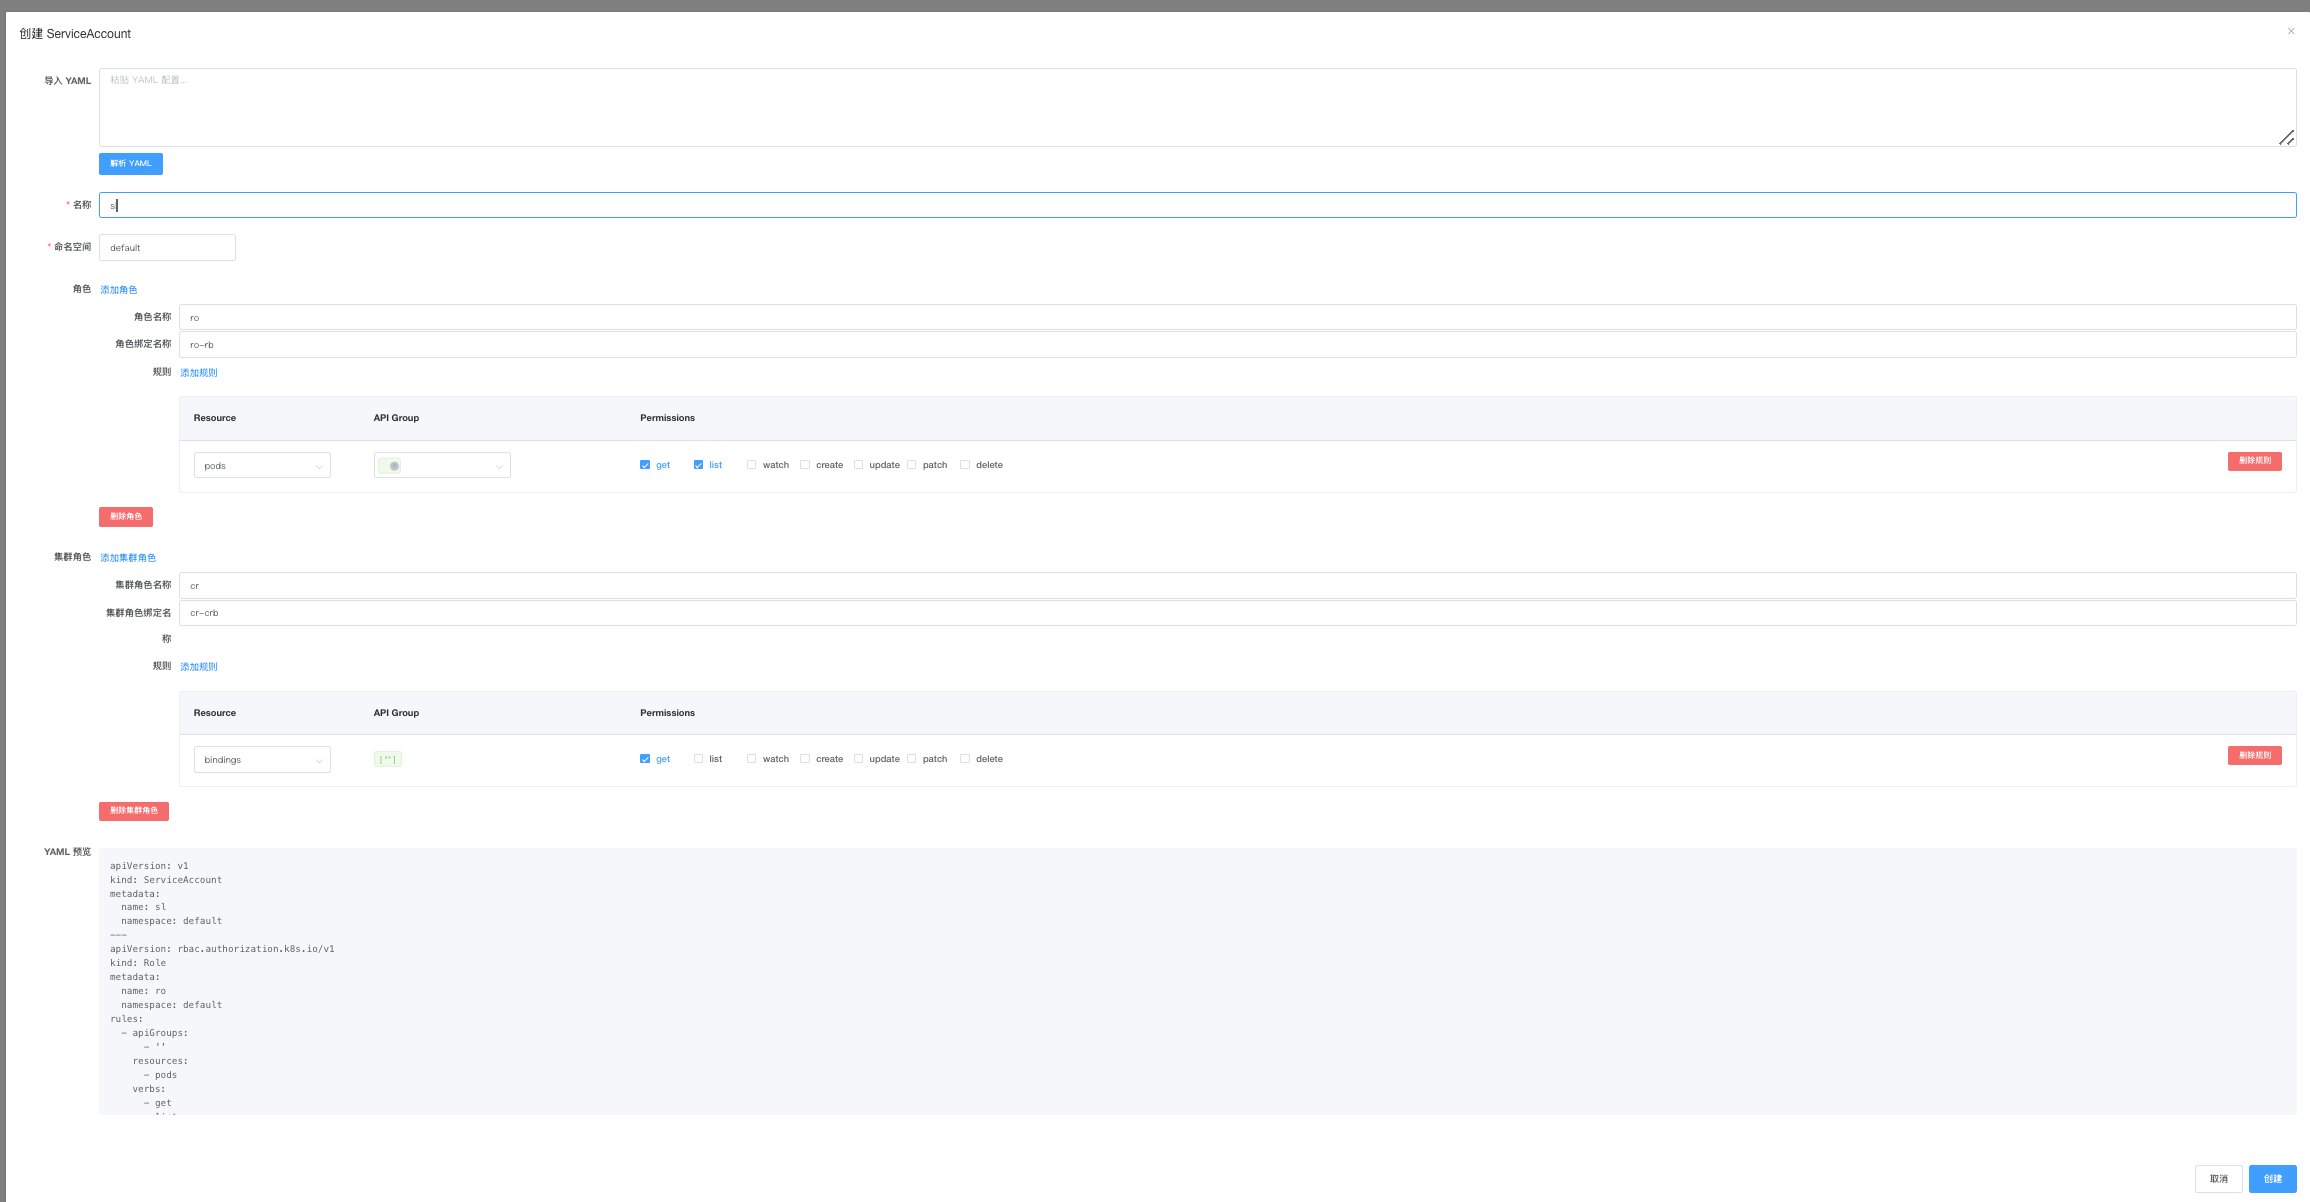 创建 ServiceAccount
导入 YAML
粘贴 YAML 配置...
解析 YAML
* 名称 sl
* 命名空间 default
角色 添加角色
角色名称 ro
角色绑定名称 ro-rb
规则 添加规则
Resource API Group Permissions
pods get list watch create update patch delete 删除规则
删除角色
集群角色 添加集群角色
集群角色名称 cr
集群角色绑定名 cr-crb
称
规则 添加规则
Resource API Group Permissions
bindings [""] get list watch create update patch delete 删除规则
删除集群角色
YAML 预览
apiVersion: v1
kind: ServiceAccount
metadata:
  name: sl
  namespace: default
---
apiVersion: rbac.authorization.k8s.io/v1
kind: Role
metadata:
  name: ro
  namespace: default
rules:
  - apiGroups:
      - ''
    resources:
      - pods
    verbs:
      - get
取消 创建